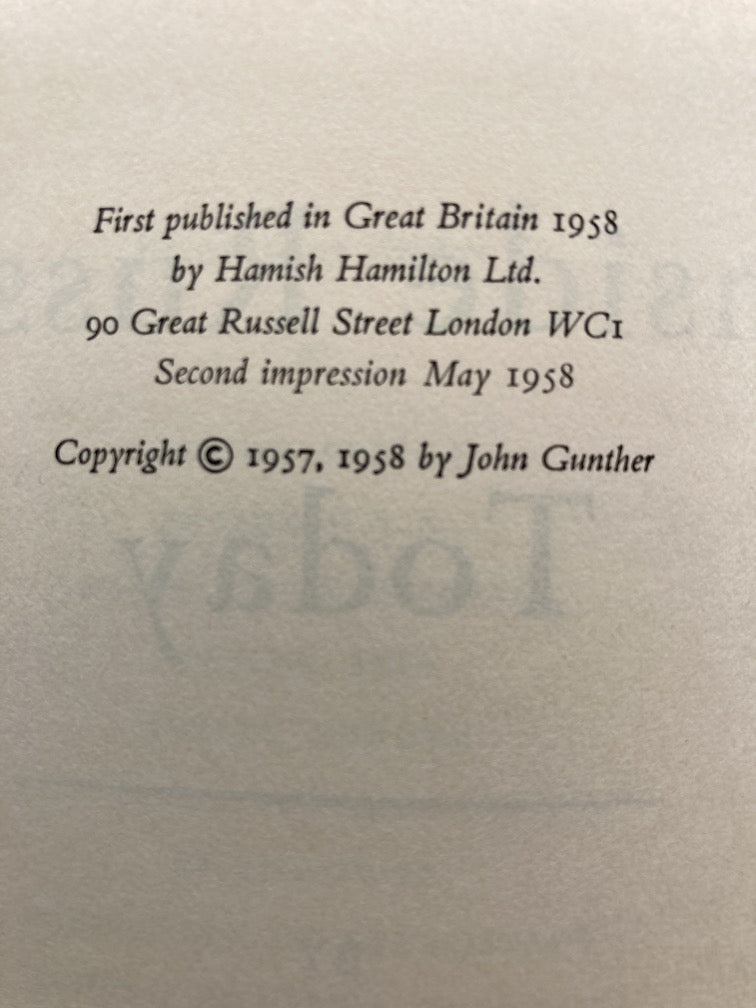 First published in Great Britain 1958
by Hamish Hamilton Ltd.
90 Great Russell Street London WC1
Second impression May 1958
Copyright © 1957, 1958 by John Gunther
Today